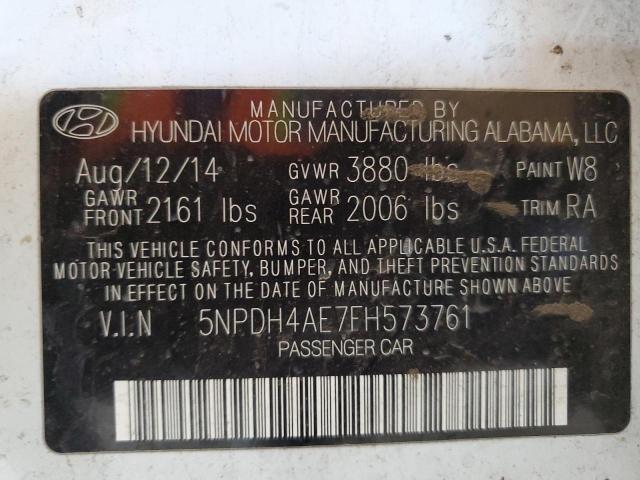 MANUFACTURED BY
HYUNDAI MOTOR MANUFACTURING ALABAMA, LLC
Aug/12/14 GVWR 3880 lbs PAINT W8
GAWR FRONT 2161 lbs GAWR REAR 2006 lbs TRIM RA
THIS VEHICLE CONFORMS TO ALL APPLICABLE U.S.A. FEDERAL
MOTOR-VEHICLE SAFETY, BUMPER, AND THEFT PREVENTION STANDARDS
IN EFFECT ON THE DATE OF MANUFACTURE SHOWN ABOVE
V.I.N 5NPDH4AE7FH573761
PASSENGER CAR